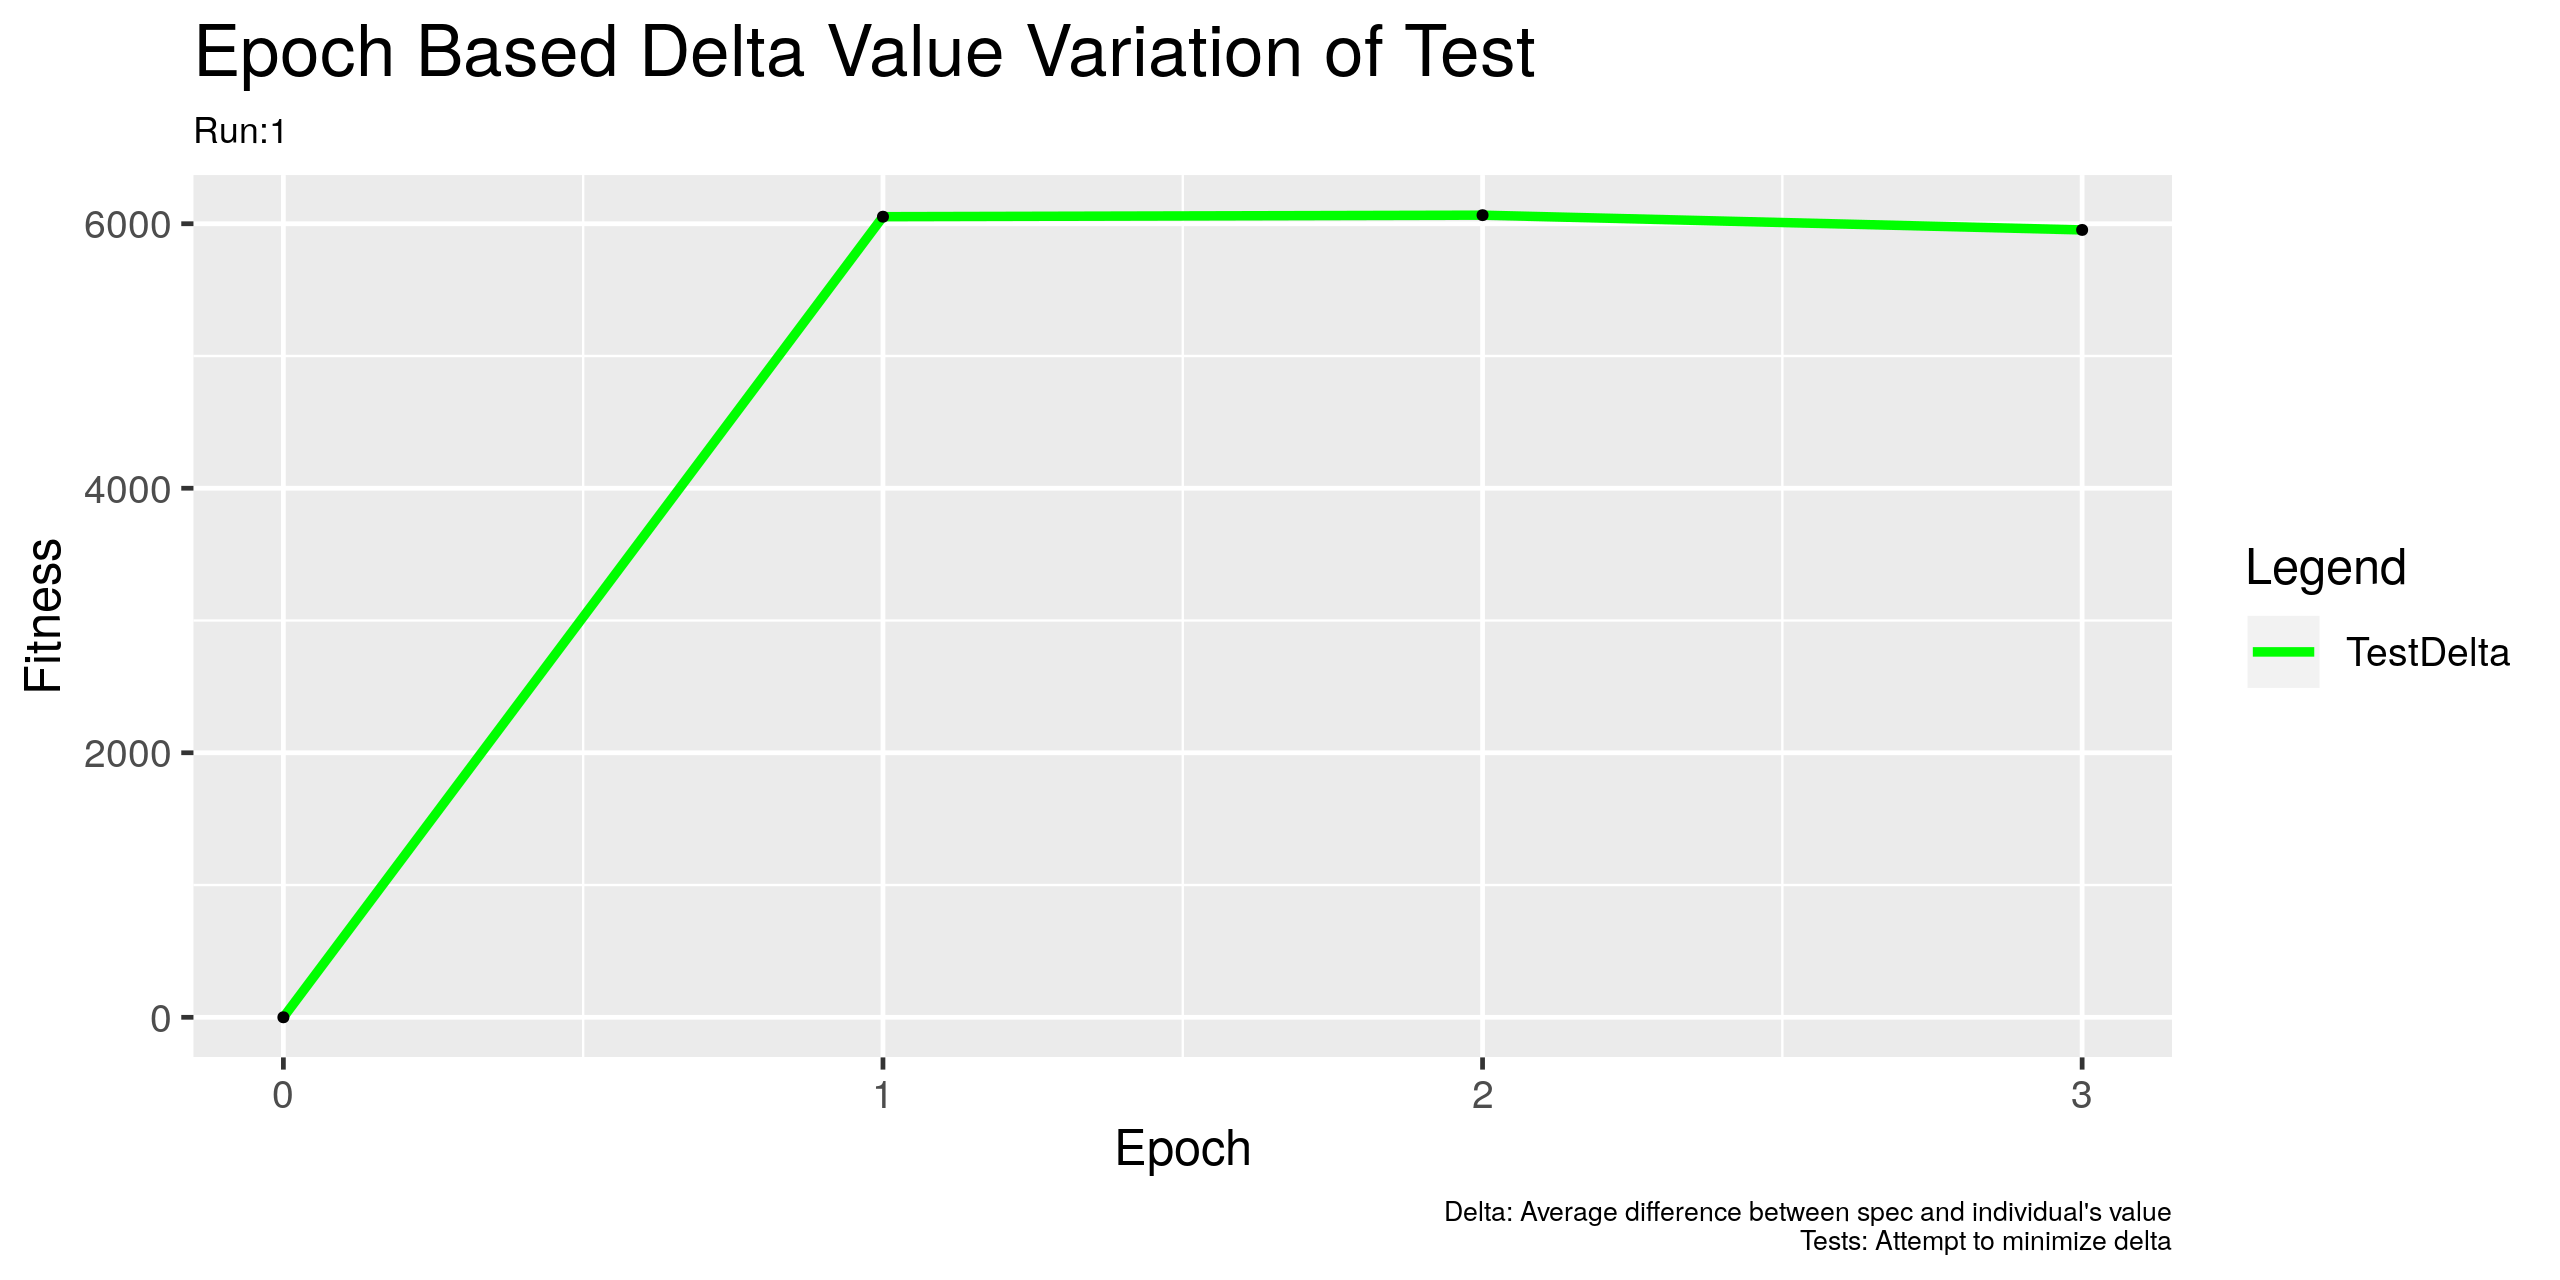 Epoch Based Delta Value Variation of Test
Run:1
6000
4000
2000
0
Fitness
0 1 2 3
Epoch
Legend
TestDelta
Delta: Average difference between spec and individual's value
Tests: Attempt to minimize delta